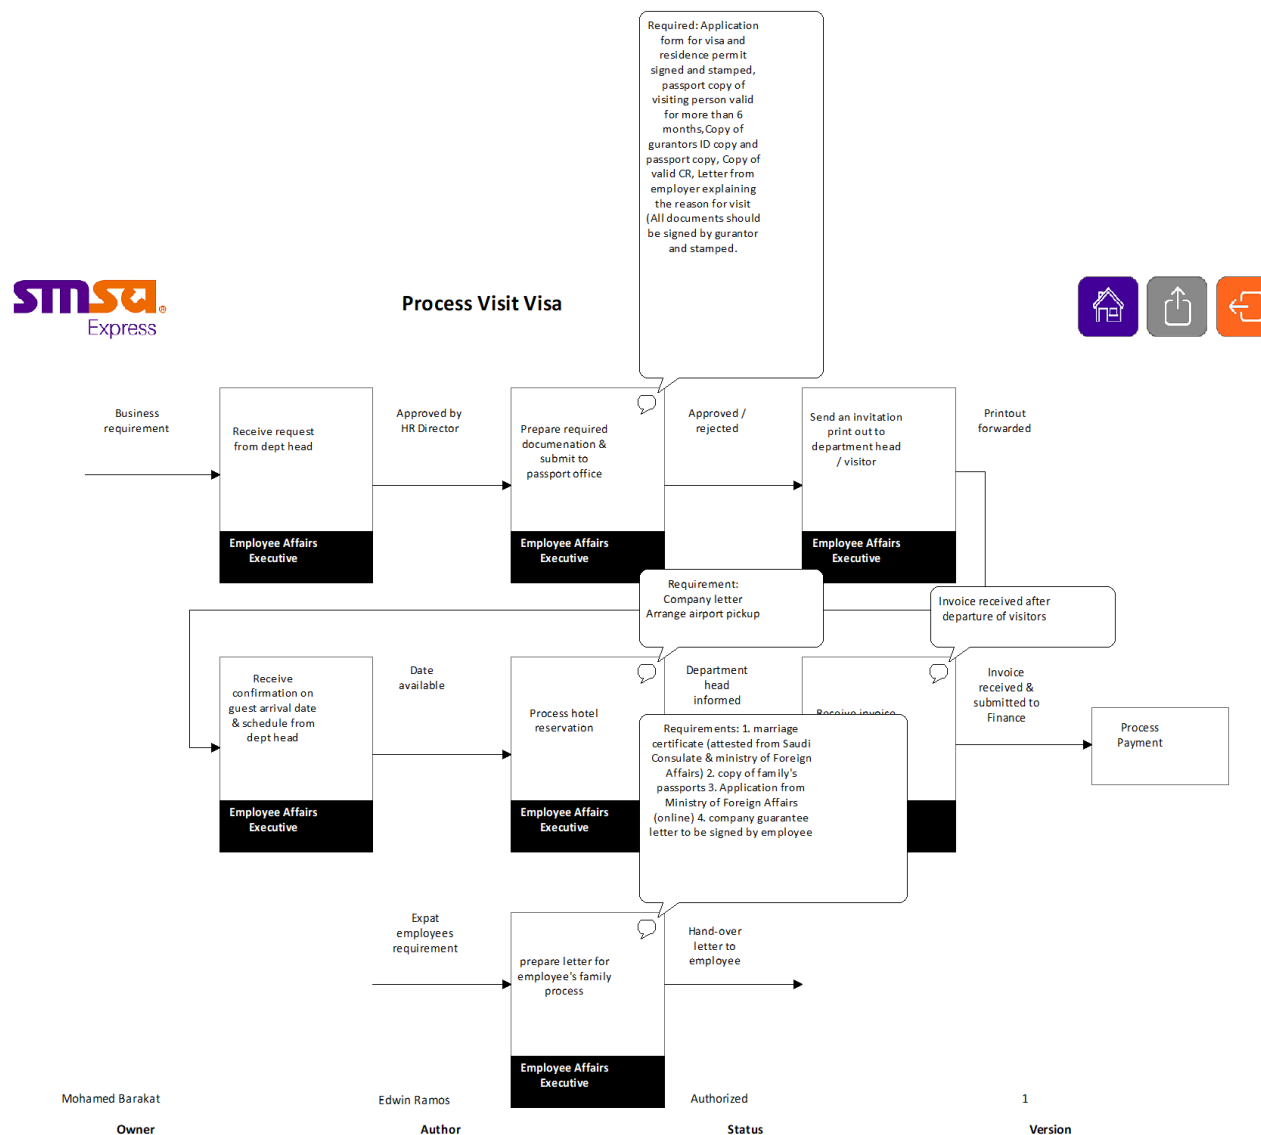 Required: Application
form for visa and
residence permit
signed and stamped,
passport copy of
visiting person valid
for more than 6
months,Copy of
gurantors ID copy and
passport copy, Copy of
valid CR, Letter from
employer explaining
the reason for visit
(All documents should
be signed by gurantor
and stamped.
smsa
Express
Process Visit Visa
Business
requirement
Receive request
from dept head
Employee Affairs
Executive
Approved by
HR Director
Prepare required
documenation &
submit to
passport office
Employee Affairs
Executive
Approved /
rejected
Send an invitation
print out to
department head
/ visitor
Employee Affairs
Executive
Printout
forwarded
Requirement:
Company letter
Arrange airport pickup
Invoice received after
departure of visitors
Receive
confirmation on
guest arrival date
& schedule from
dept head
Employee Affairs
Executive
Date
available
Process hotel
reservation
Employee Affairs
Executive
Department
head
informed
Receive invoice
Invoice
received &
submitted to
Finance
Process
Payment
Requirements: 1. marriage
certificate (attested from Saudi
Consulate & ministry of Foreign
Affairs) 2. copy of family's
passports 3. Application from
Ministry of Foreign Affairs
(online) 4. company guarantee
letter to be signed by employee
Expat
employees
requirement
prepare letter for
employee's family
process
Employee Affairs
Executive
Hand-over
letter to
employee
Mohamed Barakat
Edwin Ramos
Authorized
1
Owner
Author
Status
Version